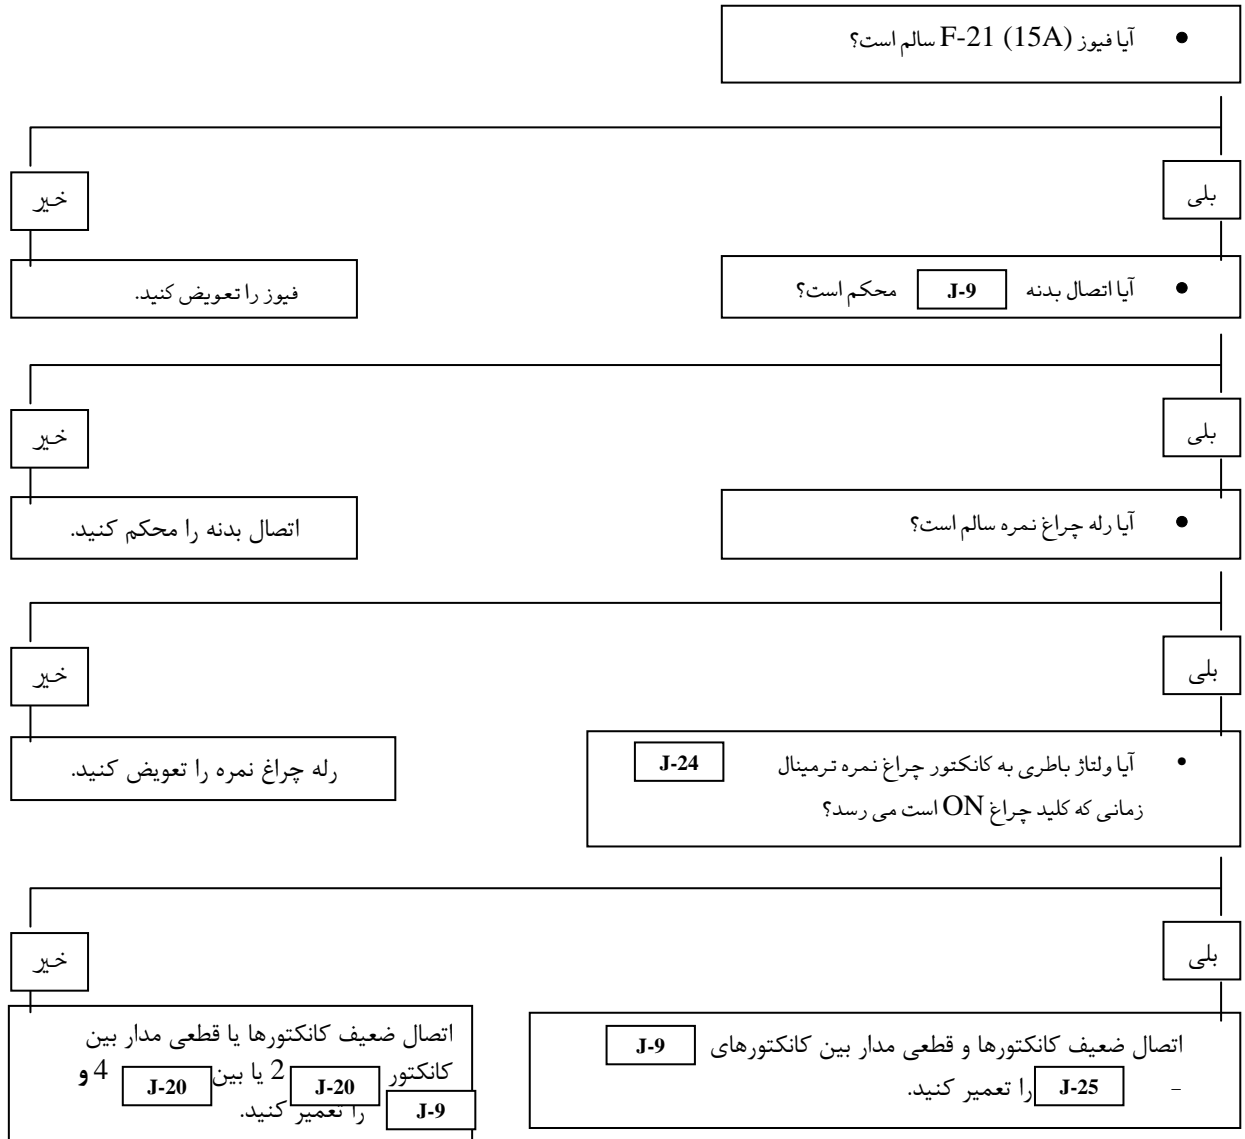 • آیا فیوز F-21 (15A) سالم است؟
بلی
خیر
• آیا اتصال بدنه J-9 محکم است؟
فیوز را تعویض کنید.
بلی
خیر
• آیا رله چراغ نمره سالم است؟
اتصال بدنه را محکم کنید.
بلی
خیر
• آیا ولتاژ باطری به کانکتور چراغ نمره ترمینال J-24
زمانی که کلید چراغ ON است می رسد؟
رله چراغ نمره را تعویض کنید.
بلی
خیر
اتصال ضعیف کانکتورها و قطعی مدار بین کانکتورهای J-9
- J-25 را تعمیر کنید.
اتصال ضعیف کانکتورها یا قطعی مدار بین
کانکتور J-20 2 یا بین J-20 4 و
J-9 را تعمیر کنید.